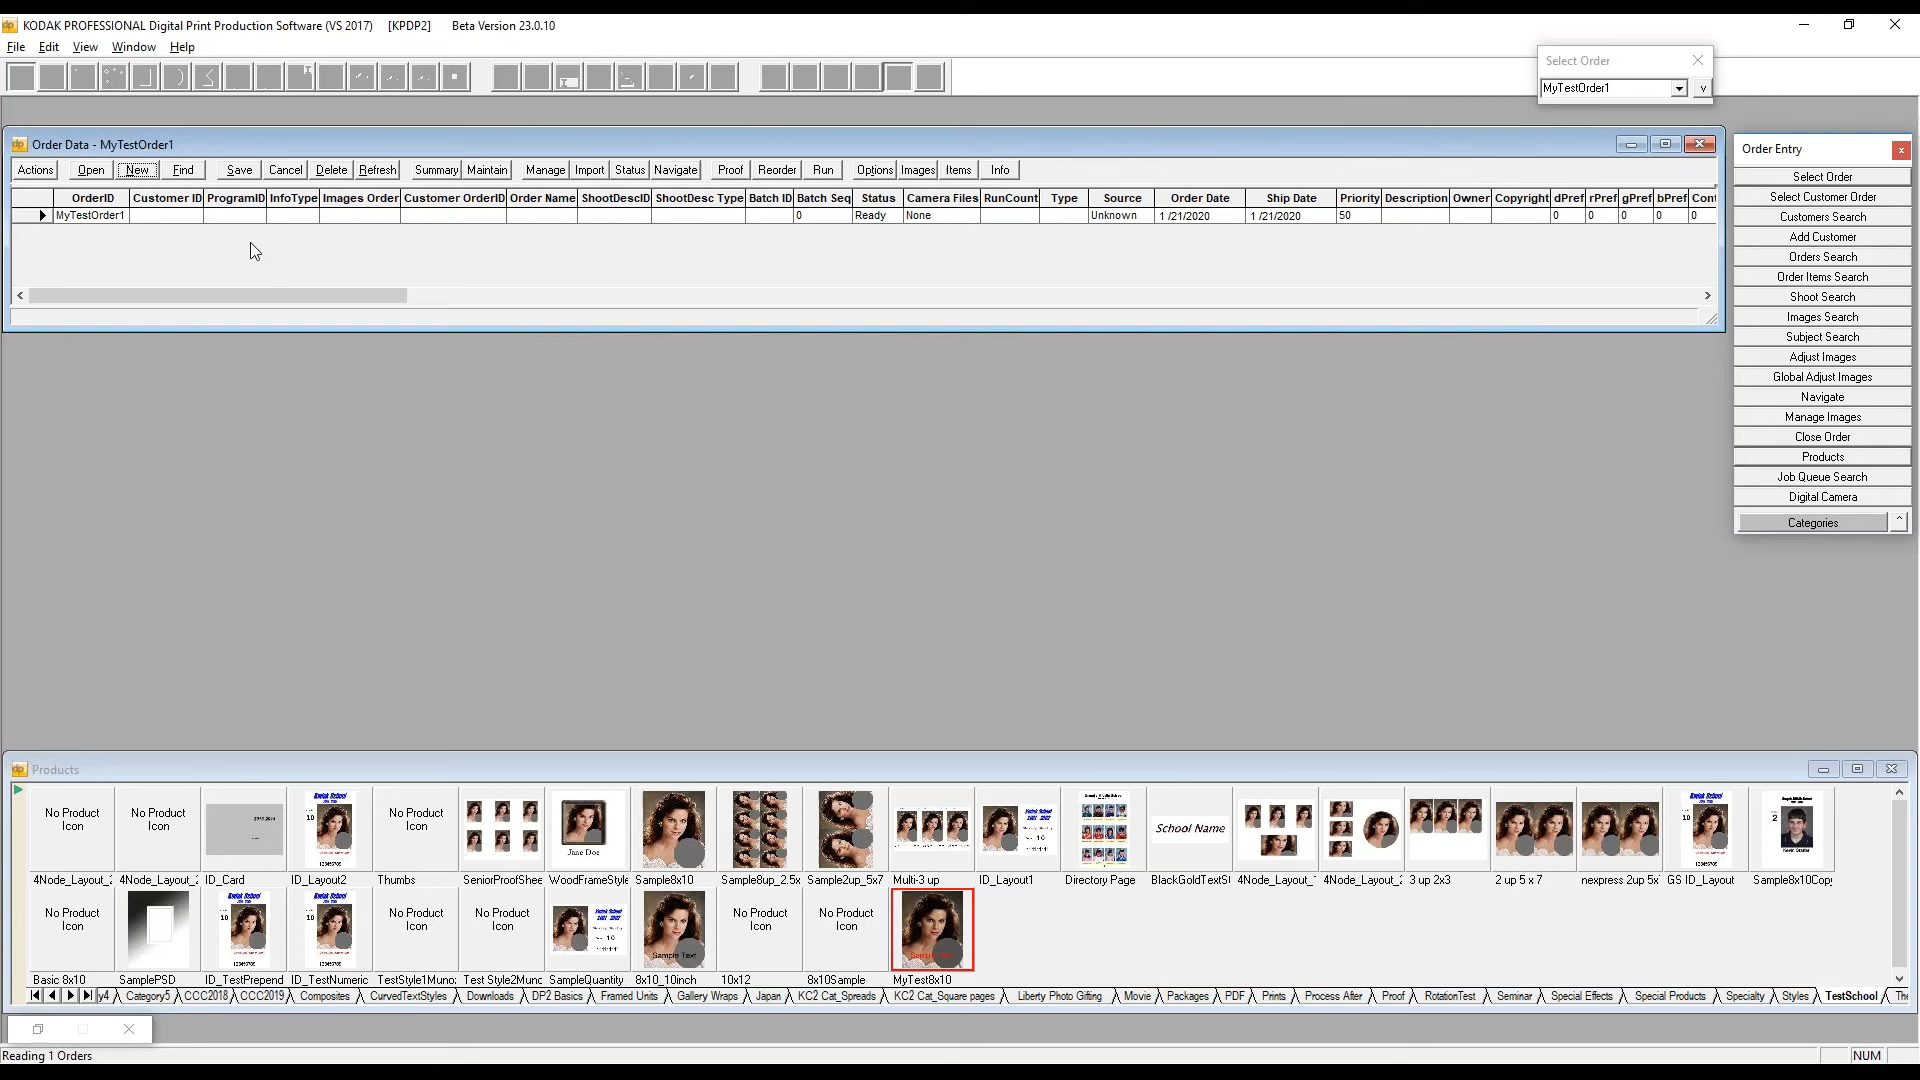 KODAK PROFESSIONAL Digital Print Production Software (VS 2017) [KPDP2] Beta Version 23.0.10
File Edit View Window Help
Select Order
MyTestOrder1
v
Order Data - MyTestOrder1
Order Entry
Actions Open New Find Save Cancel Delete Refresh Summary Maintain Manage Import Status Navigate Proof Reorder Run Options Images Items Info
OrderID Customer ID ProgramID InfoType Images Order Customer OrderID Order Name ShootDescID ShootDesc Type Batch ID Batch Seq Status Camera Files RunCount Type Source Order Date Ship Date Priority Description Owner Copyright dPref rPref gPref bPref Cont
MyTestOrder1 0 Ready None Unknown 1 /21/2020 1 /21/2020 50 0 0 0 0 0
Select Order
Select Customer Order
Customers Search
Add Customer
Orders Search
Order Items Search
Shoot Search
Images Search
Subject Search
Adjust Images
Global Adjust Images
Navigate
Manage Images
Close Order
Products
Job Queue Search
Digital Camera
Categories
Products
No Product Icon No Product Icon No Product Icon
Jane Doe
School Name
4Node_Layout_2 4Node_Layout_2 ID_Card ID_Layout2 Thumbs SeniorProofShee WoodFrameStyle Sample8x10 Sample8up_2.5x Sample2up_5x7 Multi-3 up ID_Layout1 Directory Page BlackGoldTextSt 4Node_Layout_ 4Node_Layout_2 3 up 2x3 2 up 5 x 7 nexpress 2up 5x GS ID_Layout Sample8x10Copy
No Product Icon No Product Icon No Product Icon Sample Text No Product Icon No Product Icon
Basic 8x10 SamplePSD ID_TestPrepend ID_TestNumeric TestStyle1Munc Test Style2Munc SampleQuantity 8x10_10inch 10x12 8x10Sample MyTest8x10
y4 Category5 CCC2018 CCC2019 Composites CurvedTextStyles Downloads DP2 Basics Framed Units Gallery Wraps Japan KC2 Cat_Spreads KC2 Cat_Square pages Liberty Photo Gifting Movie Packages PDF Prints Process After Proof RotationTest Seminar Special Effects Special Products Specialty Styles TestSchool The
Reading 1 Orders
NUM